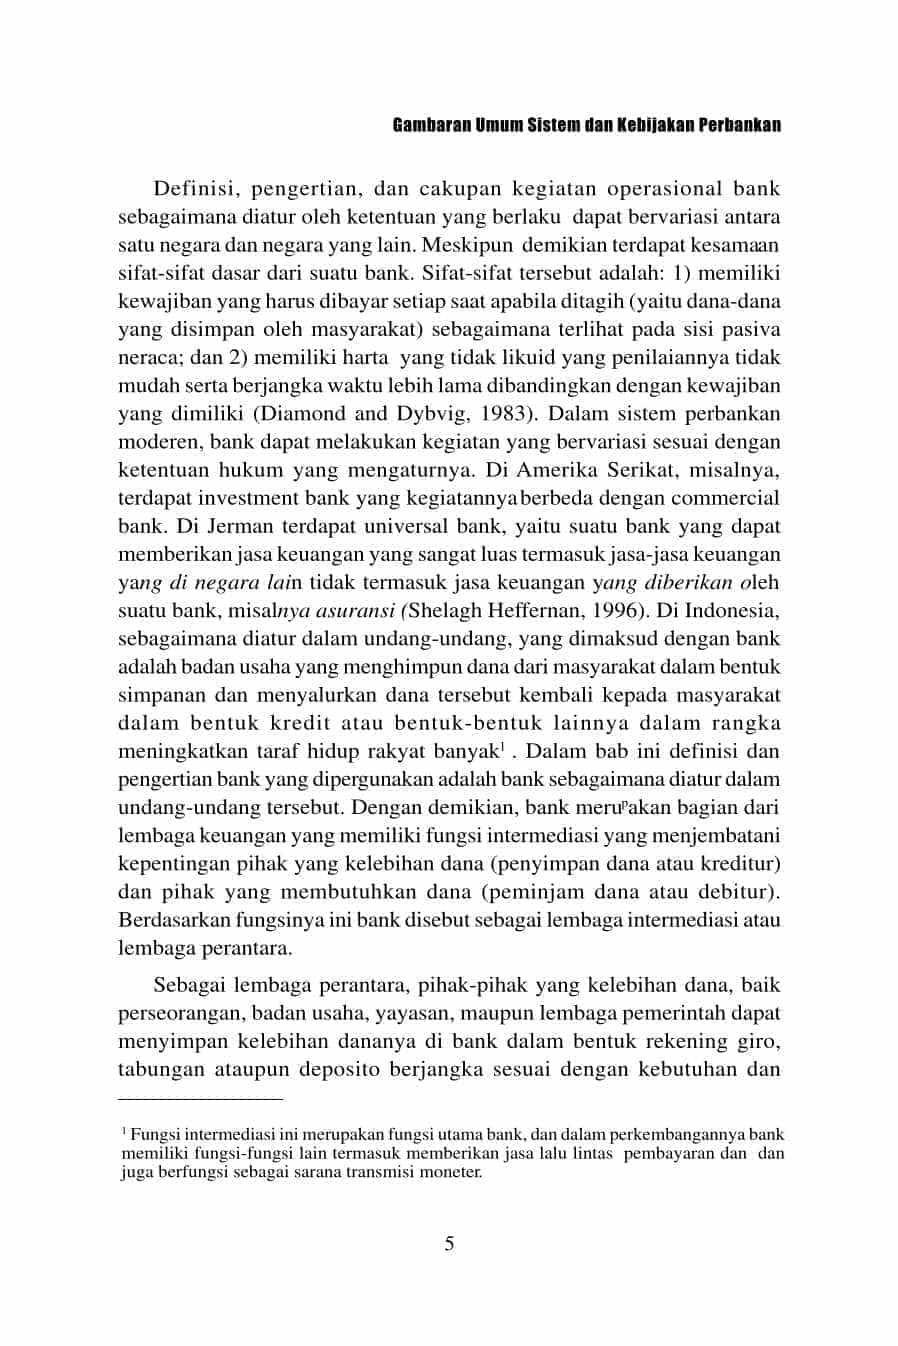 Gambaran Umum Sistem dan Kebijakan Perbankan
Definisi, pengertian, dan cakupan kegiatan operasional bank
sebagaimana diatur oleh ketentuan yang berlaku dapat bervariasi antara
satu negara dan negara yang lain. Meskipun demikian terdapat kesamaan
sifat-sifat dasar dari suatu bank. Sifat-sifat tersebut adalah: 1) memiliki
kewajiban yang harus dibayar setiap saat apabila ditagih (yaitu dana-dana
yang disimpan oleh masyarakat) sebagaimana terlihat pada sisi pasiva
neraca; dan 2) memiliki harta yang tidak likuid yang penilaiannya tidak
mudah serta berjangka waktu lebih lama dibandingkan dengan kewajiban
yang dimiliki (Diamond and Dybvig, 1983). Dalam sistem perbankan
moderen, bank dapat melakukan kegiatan yang bervariasi sesuai dengan
ketentuan hukum yang mengaturnya. Di Amerika Serikat, misalnya,
terdapat investment bank yang kegiatannya berbeda dengan commercial
bank. Di Jerman terdapat universal bank, yaitu suatu bank yang dapat
memberikan jasa keuangan yang sangat luas termasuk jasa-jasa keuangan
yang di negara lain tidak termasuk jasa keuangan yang diberikan oleh
suatu bank, misalnya asuransi (Shelagh Heffernan, 1996). Di Indonesia,
sebagaimana diatur dalam undang-undang, yang dimaksud dengan bank
adalah badan usaha yang menghimpun dana dari masyarakat dalam bentuk
simpanan dan menyalurkan dana tersebut kembali kepada masyarakat
dalam bentuk kredit atau bentuk-bentuk lainnya dalam rangka
meningkatkan taraf hidup rakyat banyak¹ . Dalam bab ini definisi dan
pengertian bank yang dipergunakan adalah bank sebagaimana diatur dalam
undang-undang tersebut. Dengan demikian, bank merupakan bagian dari
lembaga keuangan yang memiliki fungsi intermediasi yang menjembatani
kepentingan pihak yang kelebihan dana (penyimpan dana atau kreditur)
dan pihak yang membutuhkan dana (peminjam dana atau debitur).
Berdasarkan fungsinya ini bank disebut sebagai lembaga intermediasi atau
lembaga perantara.
Sebagai lembaga perantara, pihak-pihak yang kelebihan dana, baik
perseorangan, badan usaha, yayasan, maupun lembaga pemerintah dapat
menyimpan kelebihan dananya di bank dalam bentuk rekening giro,
tabungan ataupun deposito berjangka sesuai dengan kebutuhan dan
¹ Fungsi intermediasi ini merupakan fungsi utama bank, dan dalam perkembangannya bank
memiliki fungsi-fungsi lain termasuk memberikan jasa lalu lintas pembayaran dan dan
juga berfungsi sebagai sarana transmisi moneter.
5